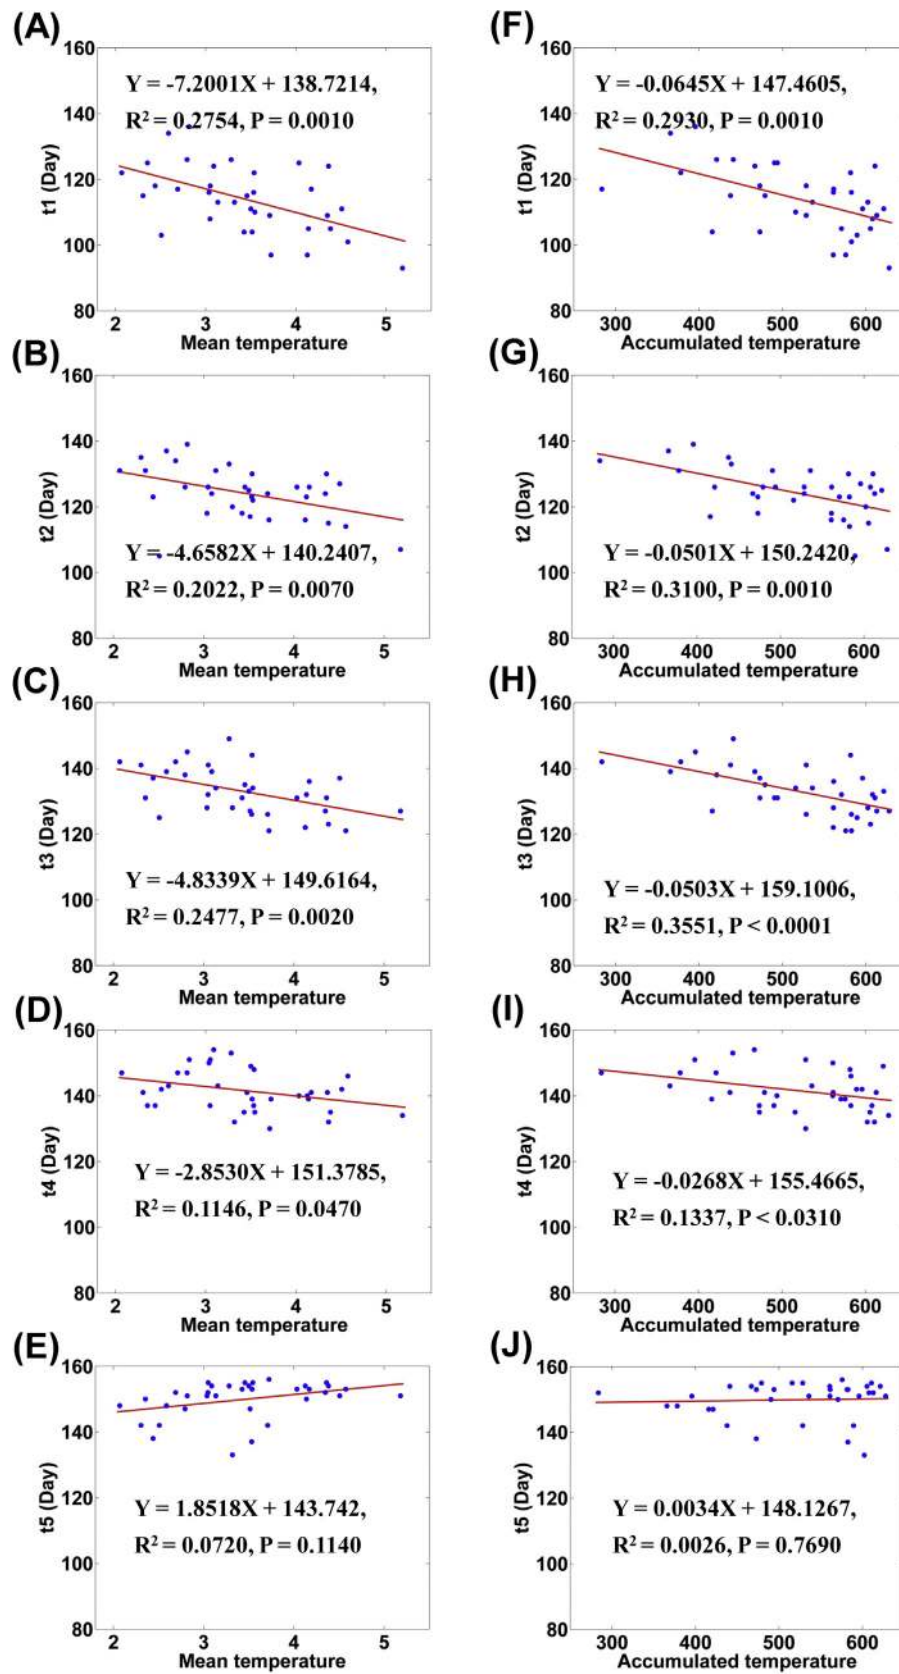 (A)
160
140
120
100
80
t1 (Day)
Y = -7.2001X + 138.7214,
R² = 0.2754, P = 0.0010
2 3 4 5
Mean temperature
(F)
160
140
120
100
80
t1 (Day)
Y = -0.0645X + 147.4605,
R² = 0.2930, P = 0.0010
300 400 500 600
Accumulated temperature
(B)
160
140
120
100
80
t2 (Day)
Y = -4.6582X + 140.2407,
R² = 0.2022, P = 0.0070
2 3 4 5
Mean temperature
(G)
160
140
120
100
80
t2 (Day)
Y = -0.0501X + 150.2420,
R² = 0.3100, P = 0.0010
300 400 500 600
Accumulated temperature
(C)
160
140
120
100
80
t3 (Day)
Y = -4.8339X + 149.6164,
R² = 0.2477, P = 0.0020
2 3 4 5
Mean temperature
(H)
160
140
120
100
80
t3 (Day)
Y = -0.0503X + 159.1006,
R² = 0.3551, P < 0.0001
300 400 500 600
Accumulated temperature
(D)
160
140
120
100
80
t4 (Day)
Y = -2.8530X + 151.3785,
R² = 0.1146, P = 0.0470
2 3 4 5
Mean temperature
(I)
160
140
120
100
80
t4 (Day)
Y = -0.0268X + 155.4665,
R² = 0.1337, P < 0.0310
300 400 500 600
Accumulated temperature
(E)
160
140
120
100
80
t5 (Day)
Y = 1.8518X + 143.742,
R² = 0.0720, P = 0.1140
2 3 4 5
Mean temperature
(J)
160
140
120
100
80
t5 (Day)
Y = 0.0034X + 148.1267,
R² = 0.0026, P = 0.7690
300 400 500 600
Accumulated temperature